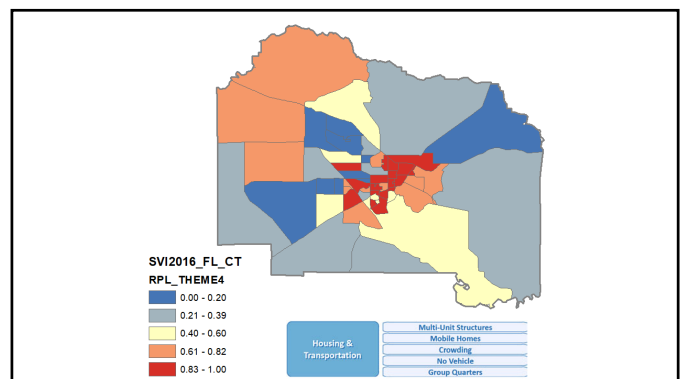 SVI2016_FL_CT
RPL_THEME4
0.00 - 0.20
0.21 - 0.39
0.40 - 0.60
0.61 - 0.82
0.83 - 1.00
Housing &
Transportation
Multi-Unit Structures
Mobile Homes
Crowding
No Vehicle
Group Quarters